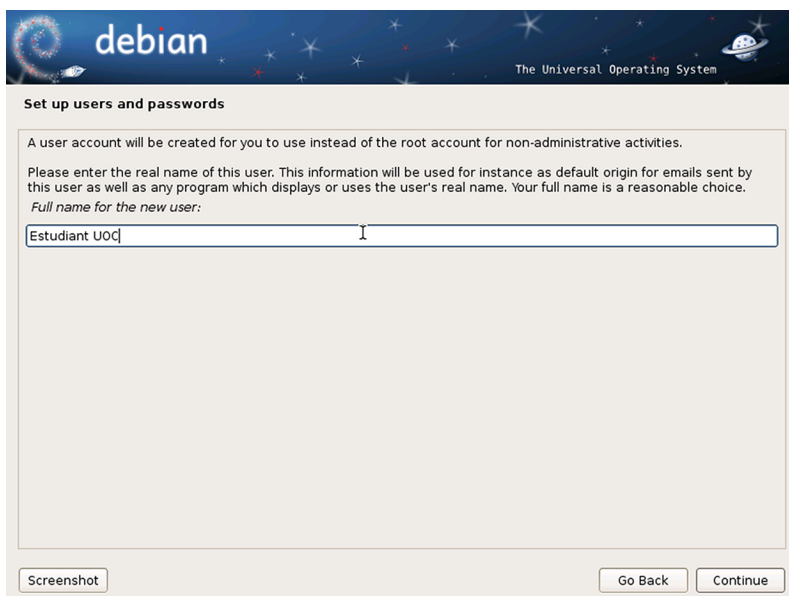 debian
The Universal Operating System
Set up users and passwords
A user account will be created for you to use instead of the root account for non-administrative activities.
Please enter the real name of this user. This information will be used for instance as default origin for emails sent by
this user as well as any program which displays or uses the user's real name. Your full name is a reasonable choice.
Full name for the new user:
Estudiant UOC
Screenshot
Go Back
Continue